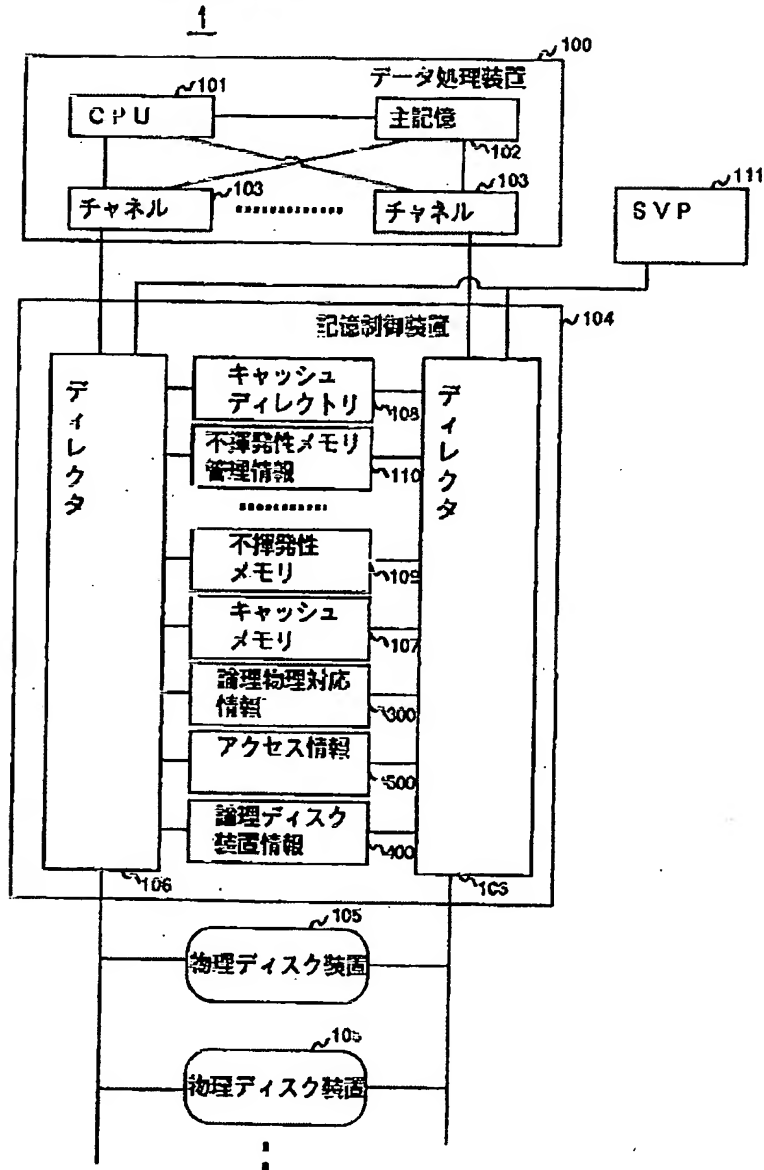 1
100
データ処理装置
101
CPU
主記憶
102
103
チャネル
103
チャネル
111
SVP
記憶制御装置
104
ディレクタ
キャッシュ
ディレクトリ
108
ディレクタ
不揮発性メモリ
管理情報
110
不揮発性
メモリ
109
キャッシュ
メモリ
107
論理物理対応
情報
300
アクセス情報
500
論理ディスク
装置情報
400
106
106
105
物理ディスク装置
105
物理ディスク装置